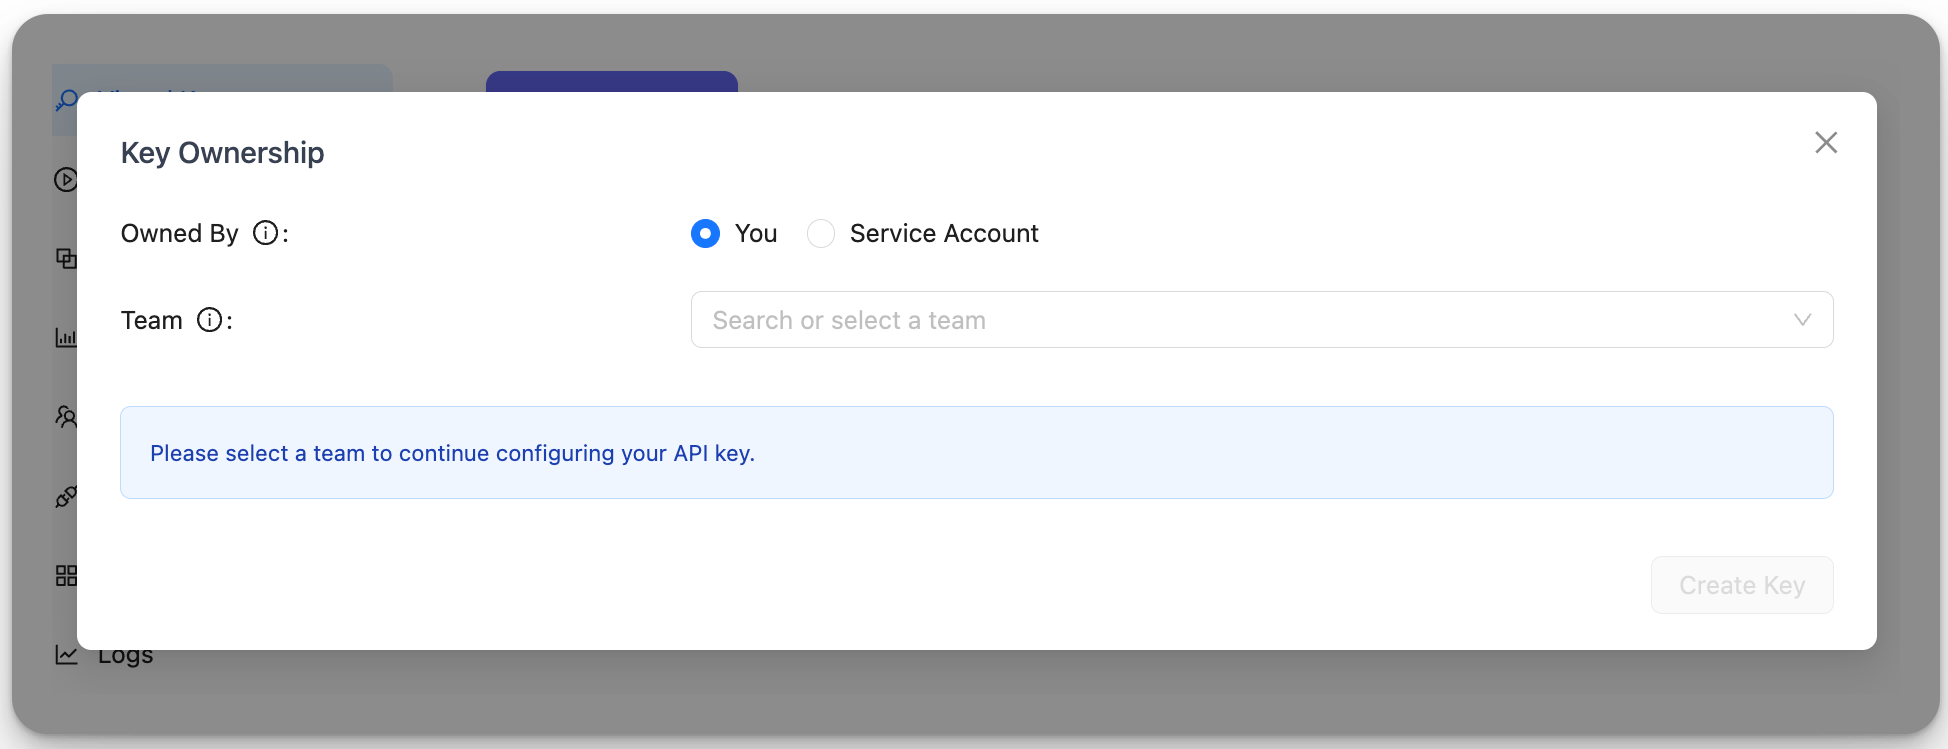 Key Ownership
Owned By :
You
Service Account
Team :
Search or select a team
Please select a team to continue configuring your API key.
Create Key
Logs